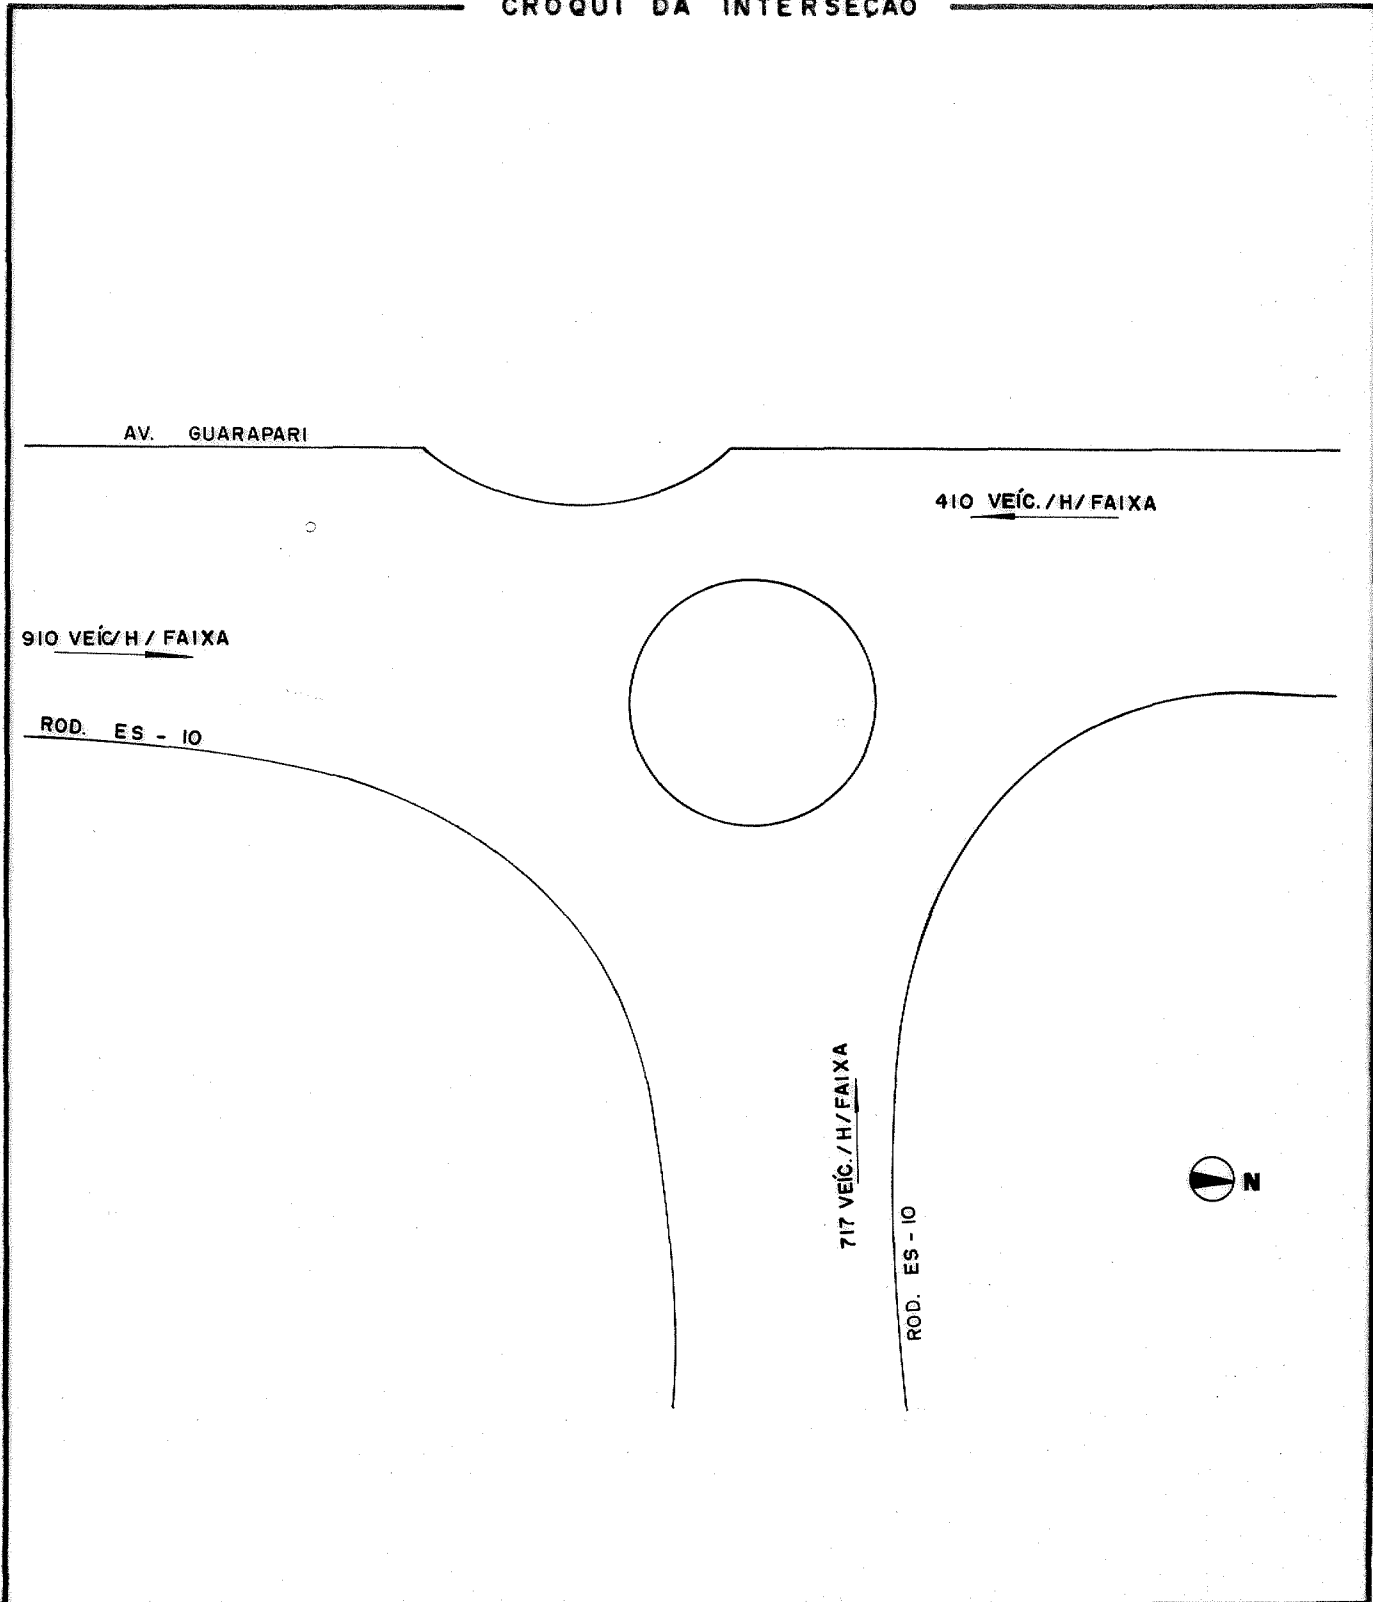 CROQUI DA INTERSEÇÃO
AV. GUARAPARI
410 VEÍC./H/FAIXA
910 VEÍC/H/FAIXA
ROD. ES - 10
717 VEÍC./H/FAIXA
ROD. ES - 10
N